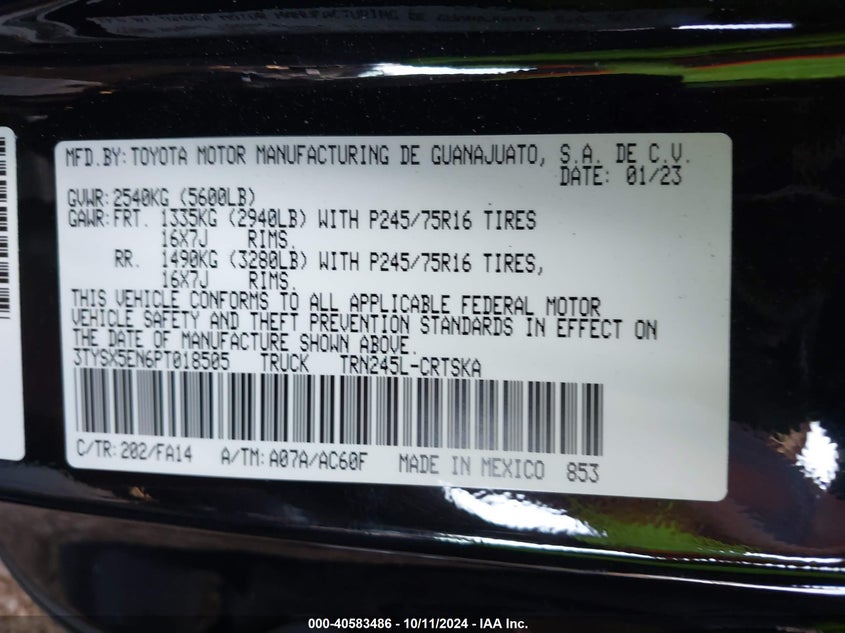 MFD.BY: TOYOTA MOTOR MANUFACTURING DE GUANAJUATO, S.A. DE C.V.
DATE: 01/23
GVWR: 2540KG (5600LB)
GAWR: FRT. 1335KG (2940LB) WITH P245/75R16 TIRES
16X7J RIMS.
RR. 1490KG (3280LB) WITH P245/75R16 TIRES,
16X7J RIMS.
THIS VEHICLE CONFORMS TO ALL APPLICABLE FEDERAL MOTOR
VEHICLE SAFETY AND THEFT PREVENTION STANDARDS IN EFFECT ON
THE DATE OF MANUFACTURE SHOWN ABOVE.
3TYSX5EN6PT018505 TRUCK TRN245L-CRTSKA
C/TR: 202/FA14 A/TM: A07A/AC60F MADE IN MEXICO 853
000-40583486 - 10/11/2024 - IAA Inc.